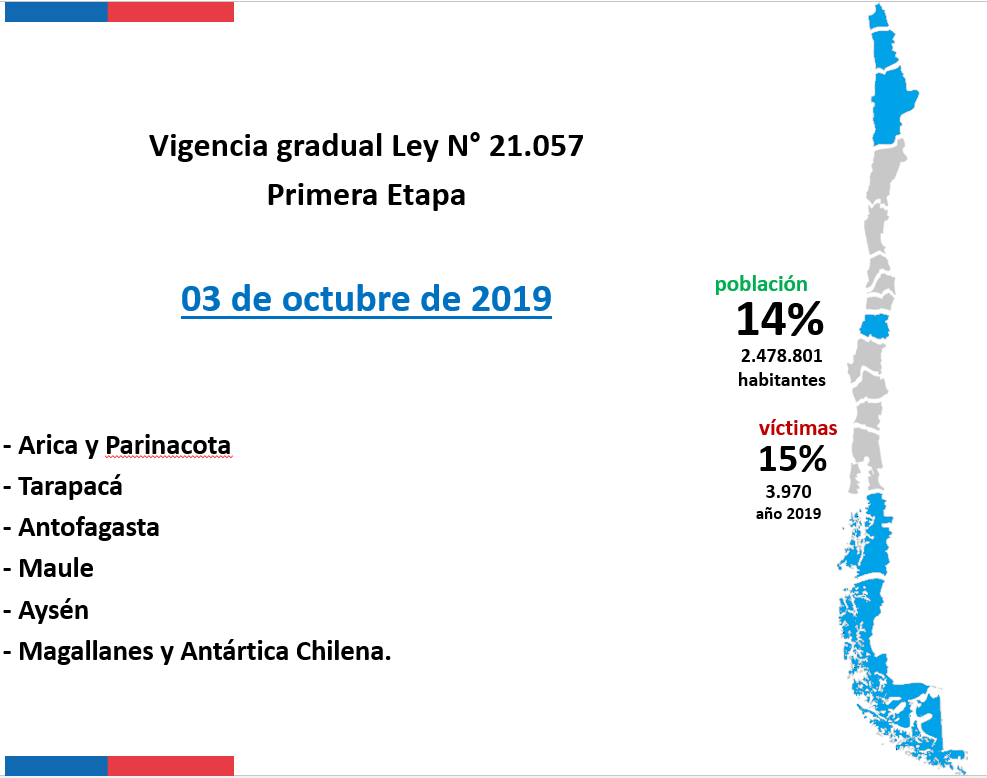 Vigencia gradual Ley N° 21.057
Primera Etapa
03 de octubre de 2019
población
14%
2.478.801
habitantes
víctimas
15%
3.970
año 2019
- Arica y Parinacota
- Tarapacá
- Antofagasta
- Maule
- Aysén
- Magallanes y Antártica Chilena.